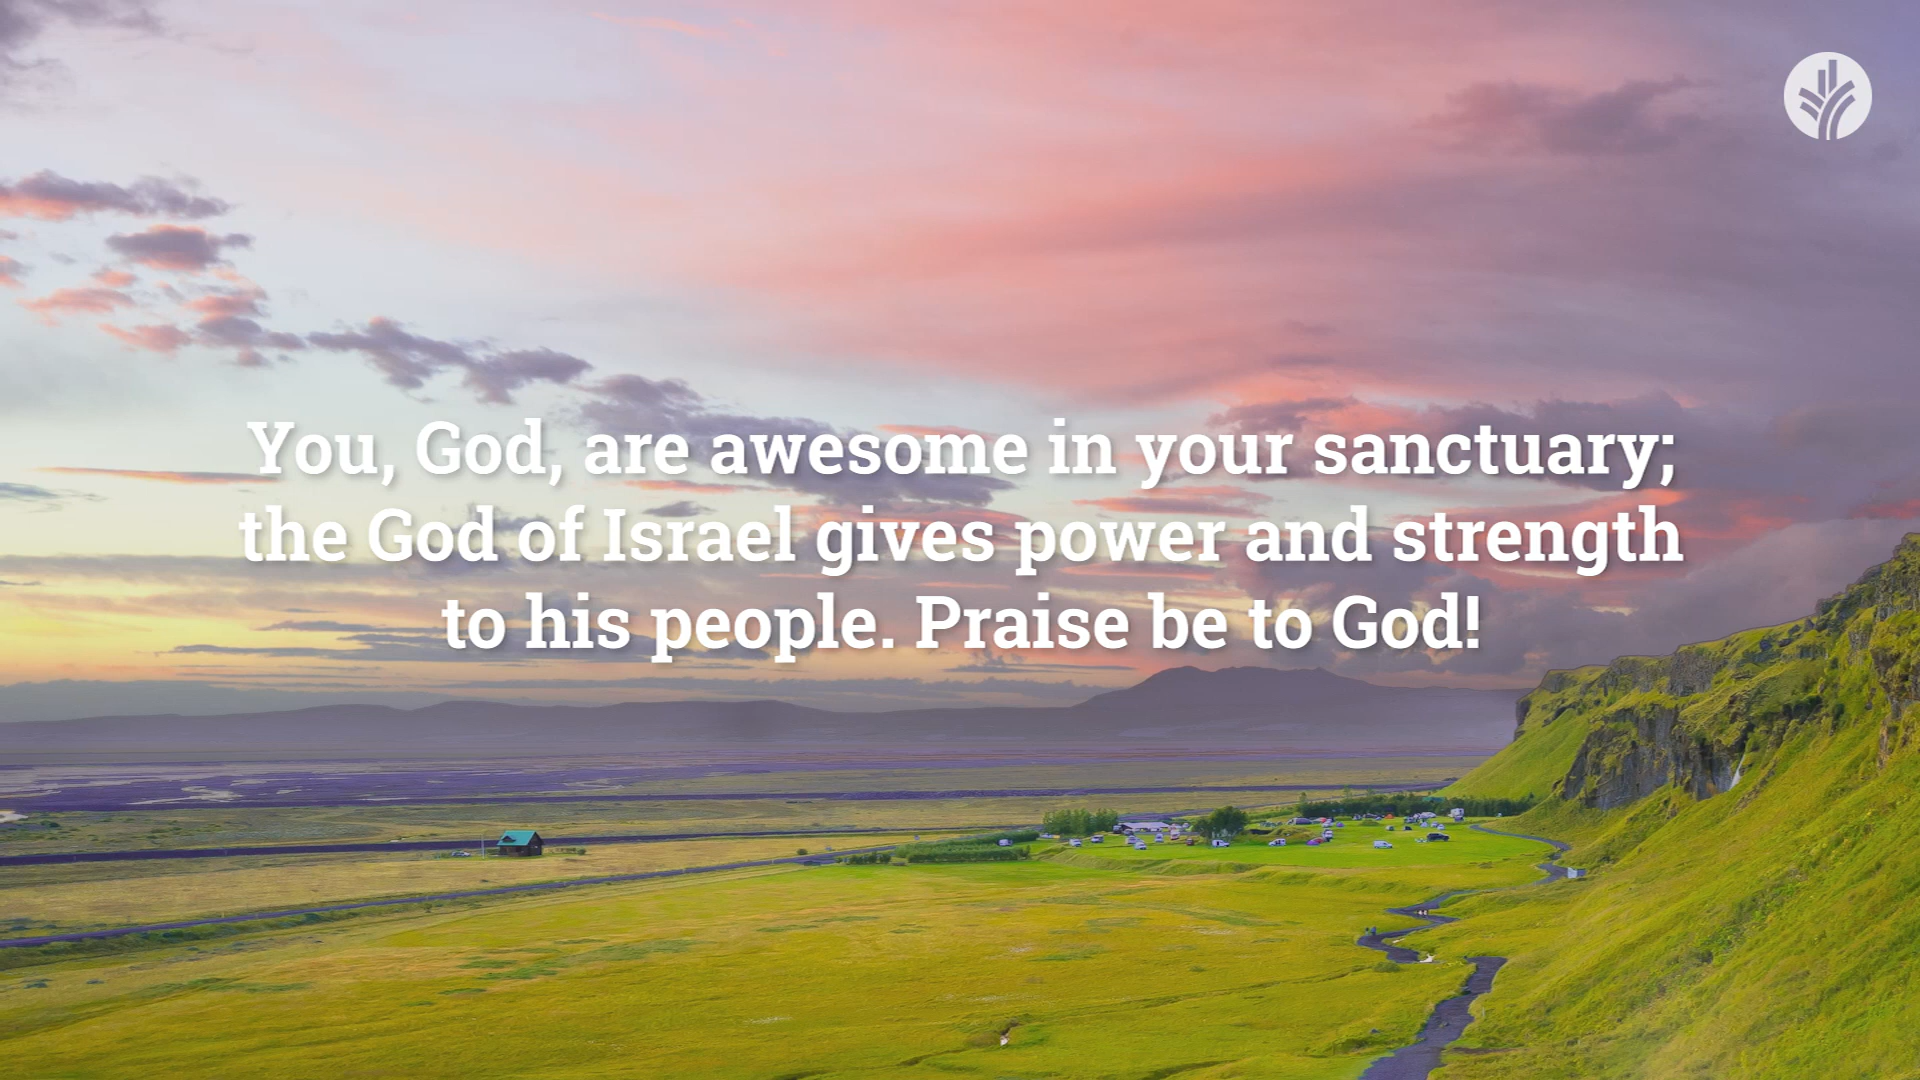 You, God, are awesome in your sanctuary;
the God of Israel gives power and strength
to his people. Praise be to God!